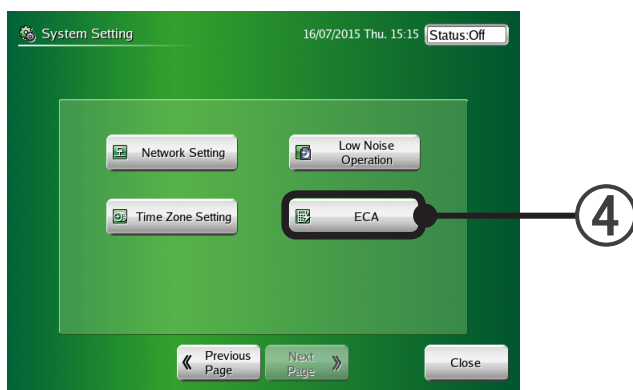 System Setting
16/07/2015 Thu. 15:15
Status:Off
Network Setting
Low Noise
Operation
Time Zone Setting
ECA
4
Previous
Page
Next
Page
Close